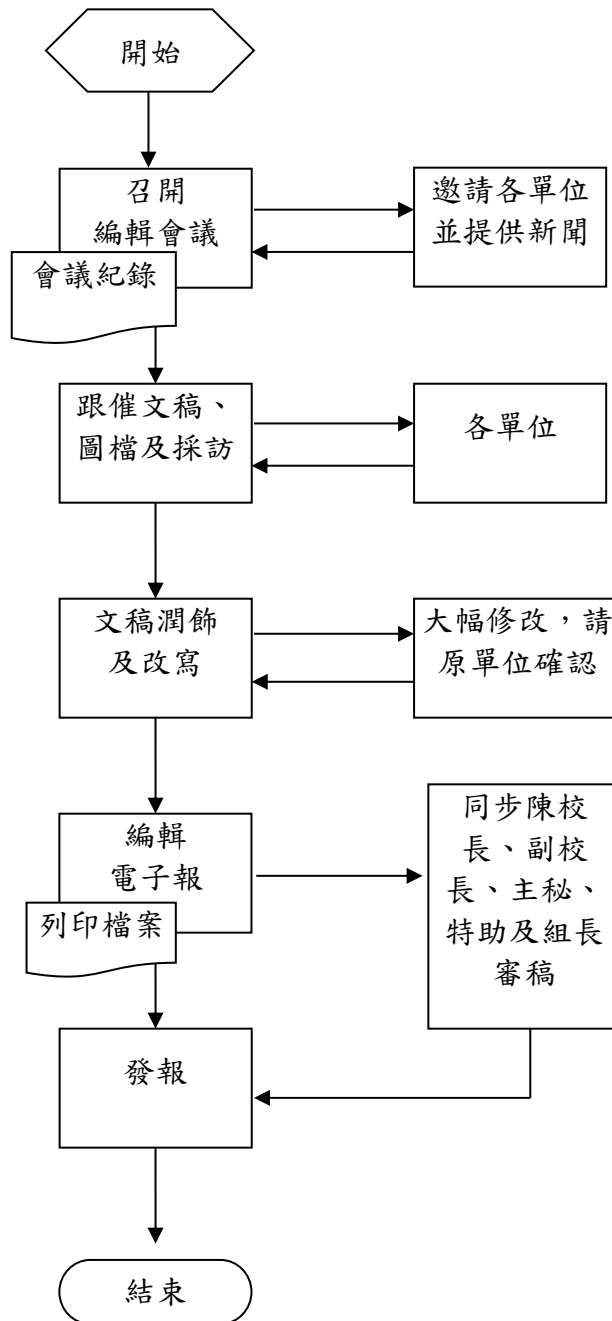 開始
召開
編輯會議
會議紀錄
邀請各單位
並提供新聞
跟催文稿、
圖檔及採訪
各單位
文稿潤飾
及改寫
大幅修改，請
原單位確認
編輯
電子報
列印檔案
同步陳校
長、副校
長、主秘、
特助及組長
審稿
發報
結束